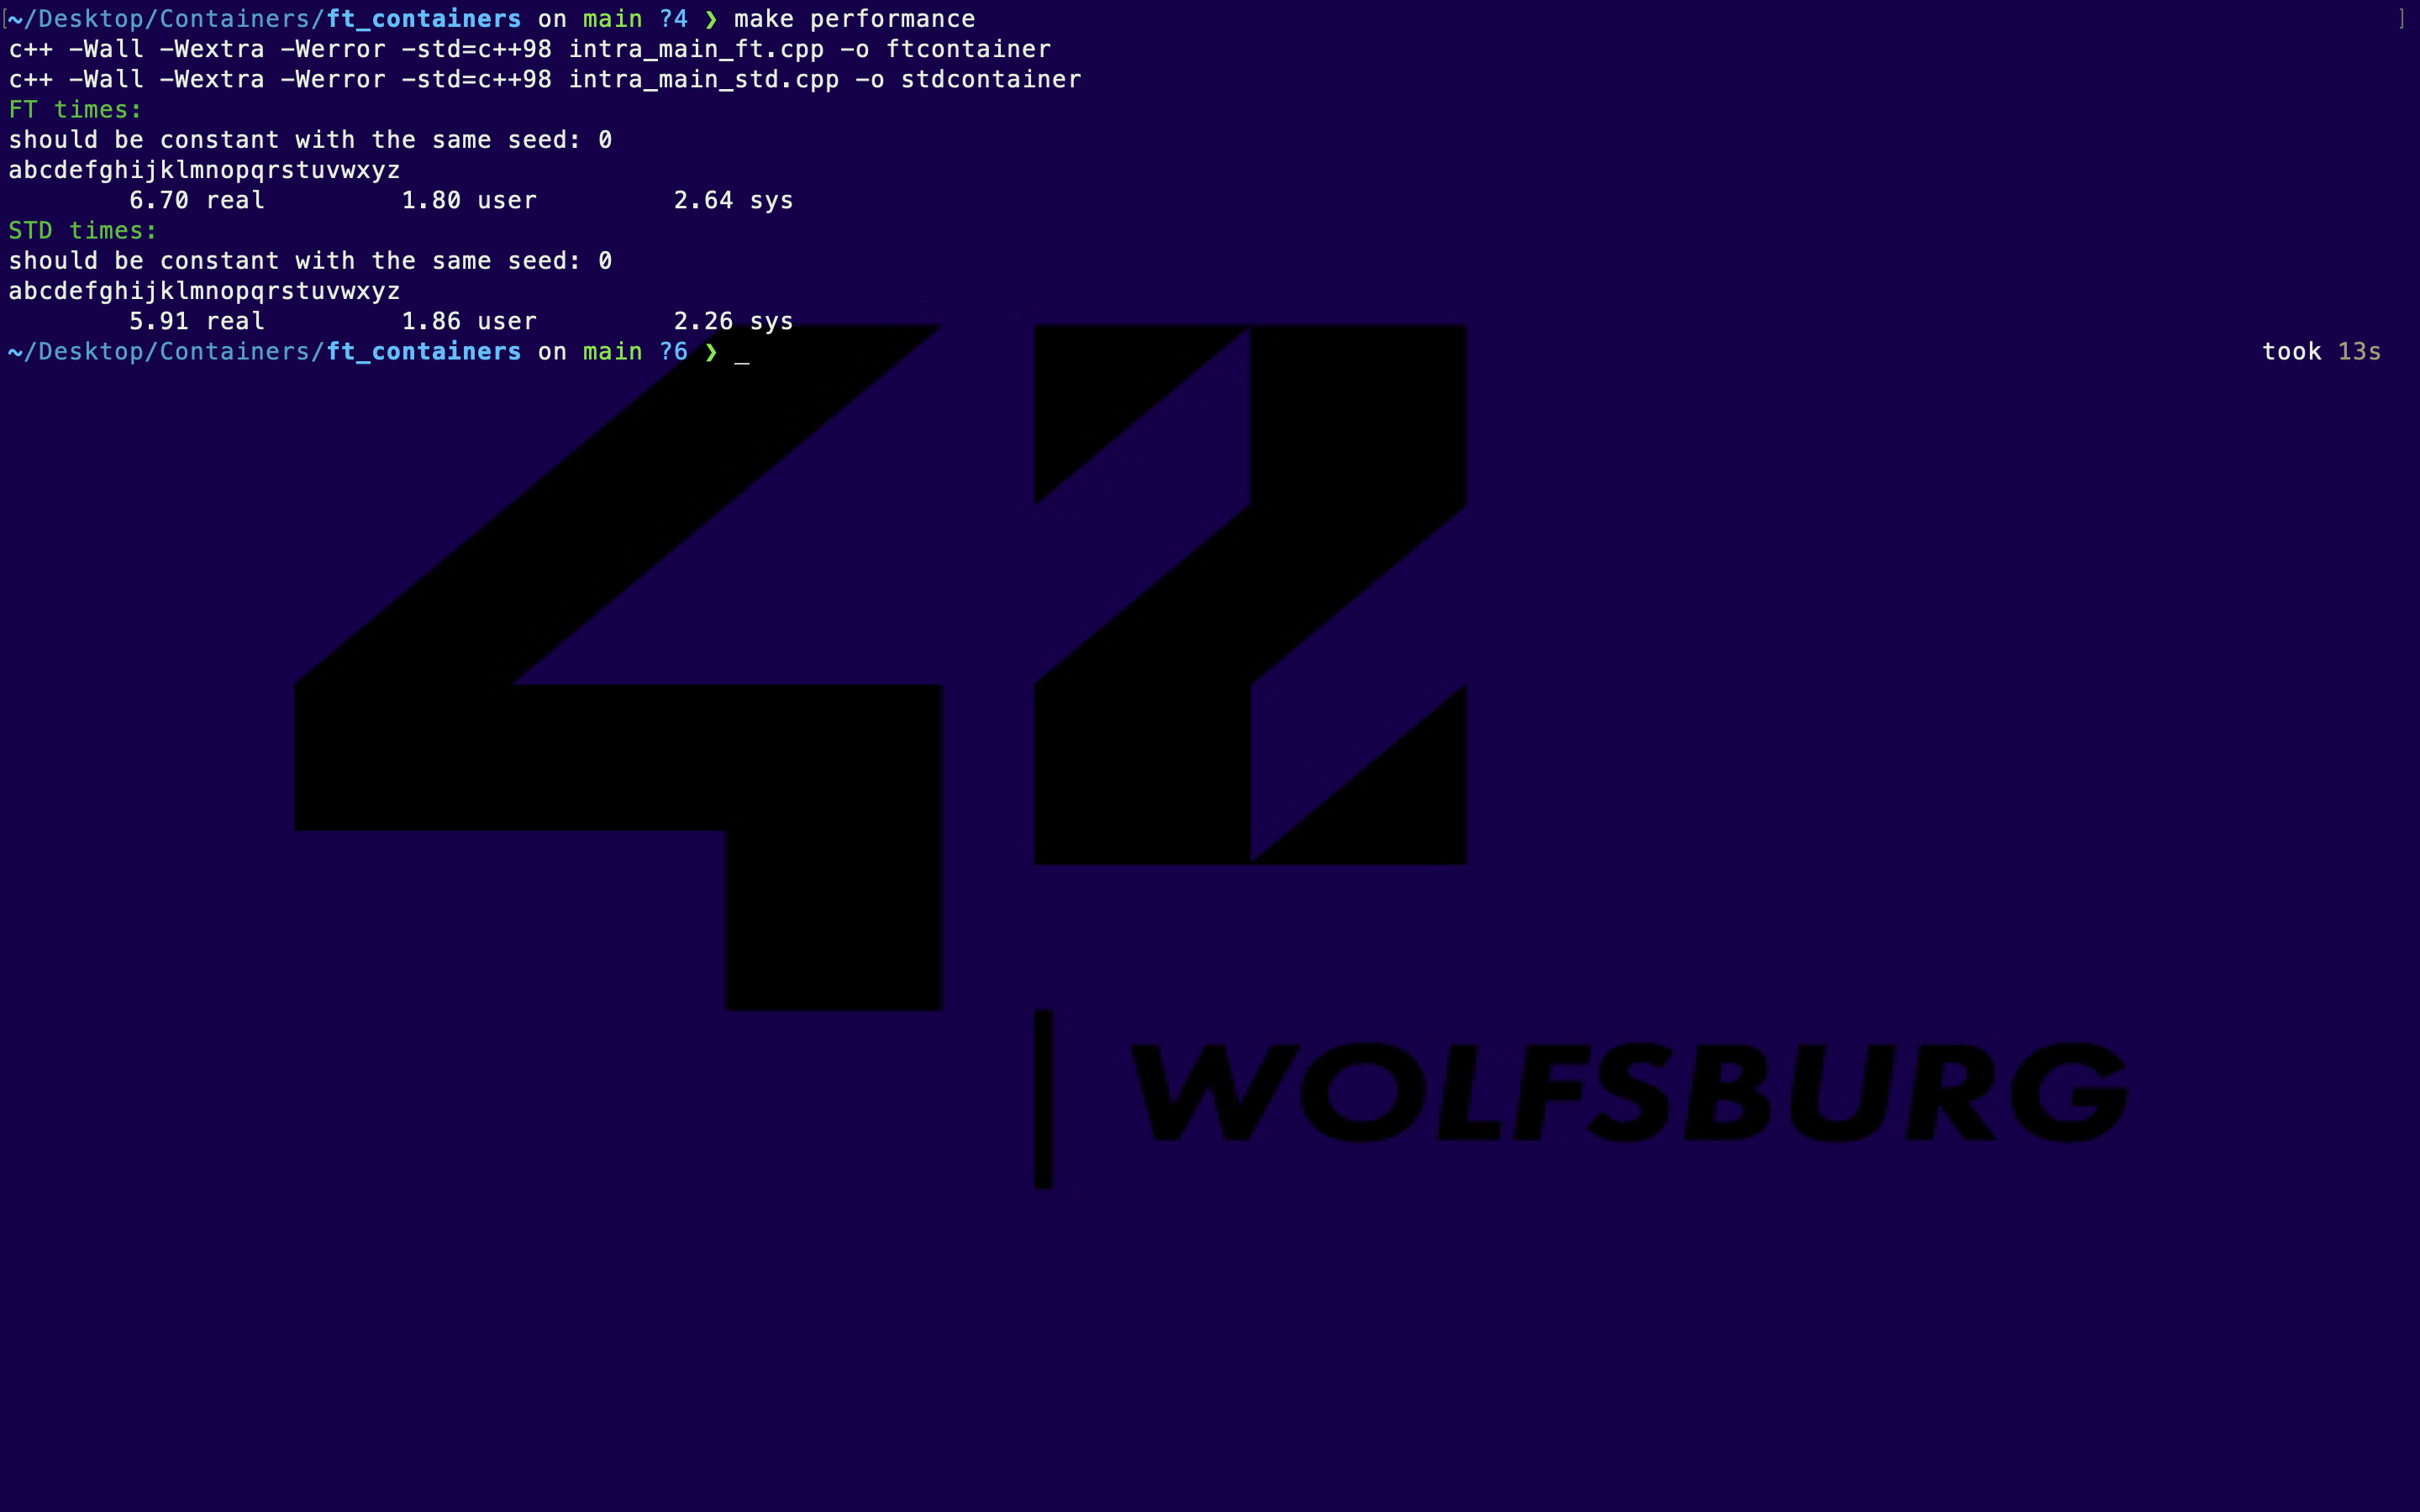 [~/Desktop/Containers/ft_containers on main ?4 ❯ make performance ]
c++ -Wall -Wextra -Werror -std=c++98 intra_main_ft.cpp -o ftcontainer
c++ -Wall -Wextra -Werror -std=c++98 intra_main_std.cpp -o stdcontainer
FT times:
should be constant with the same seed: 0
abcdefghijklmnopqrstuvwxyz
6.70 real 1.80 user 2.64 sys
STD times:
should be constant with the same seed: 0
abcdefghijklmnopqrstuvwxyz
5.91 real 1.86 user 2.26 sys
~/Desktop/Containers/ft_containers on main ?6 ❯ _ took 13s
42
WOLFSBURG